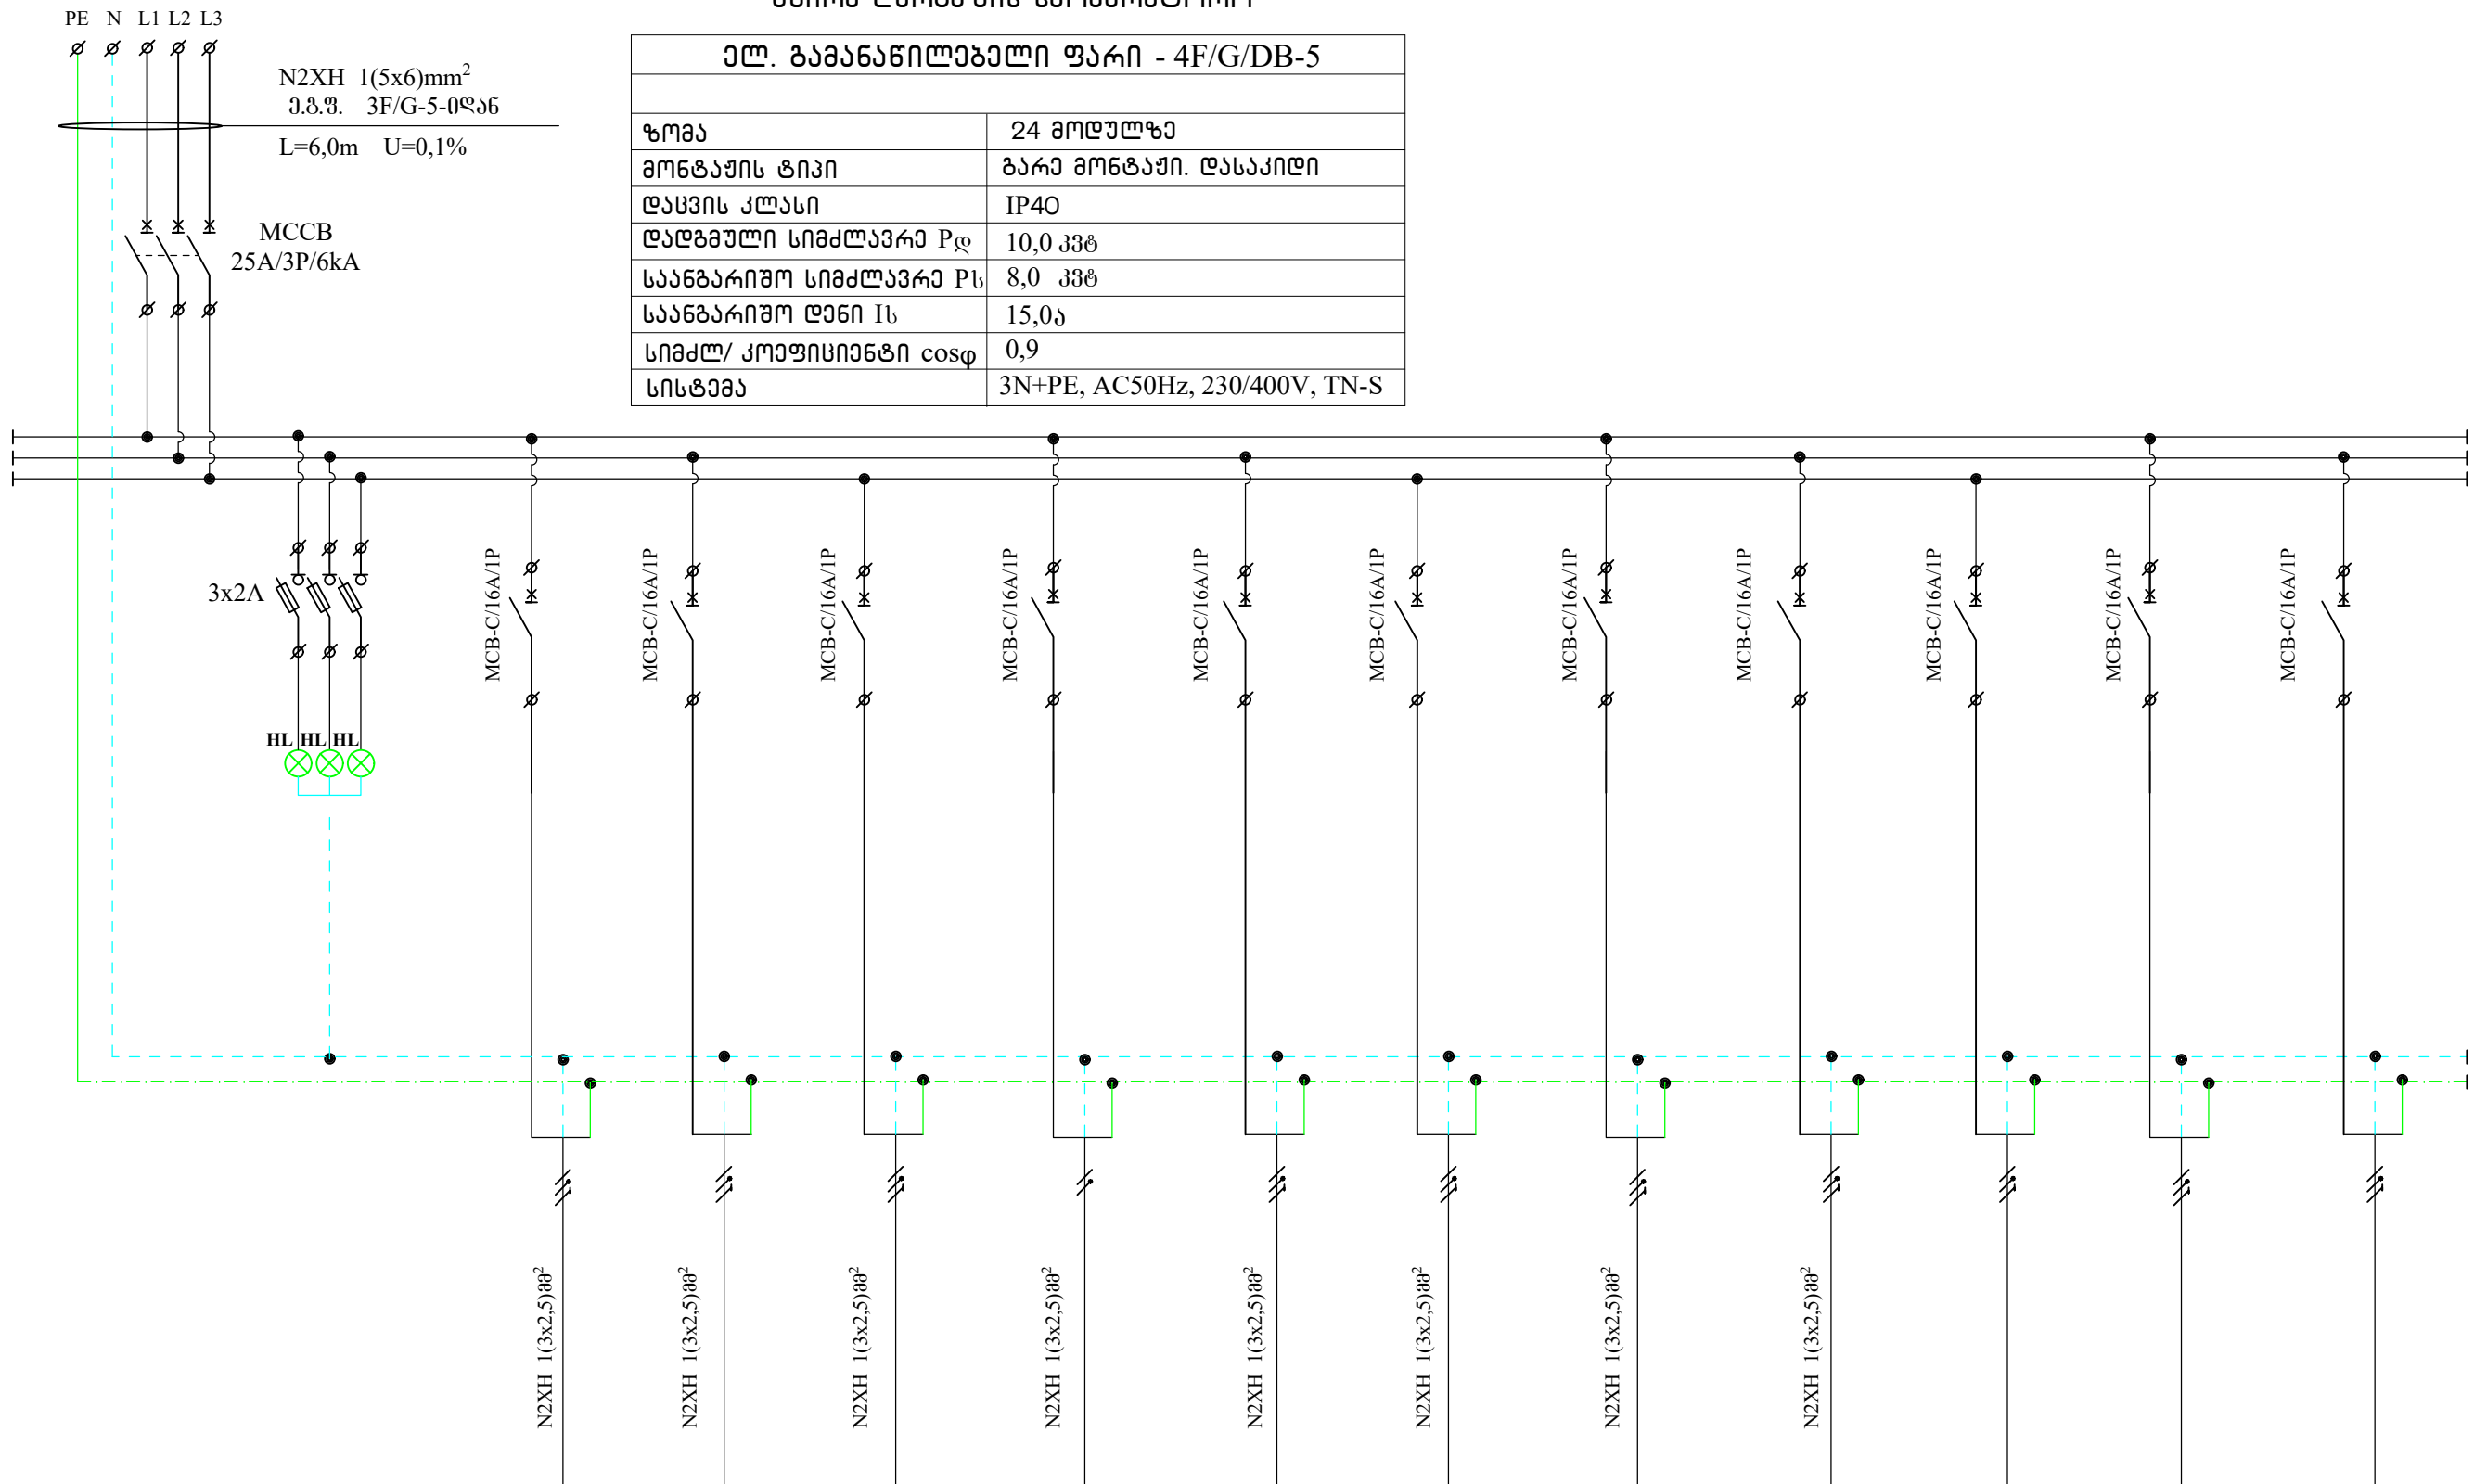 PE N L1 L2 L3
N2XH 1(5x6)mm²
ე.გ.შ. 3F/G-5-იდან
L=6,0m U=0,1%
MCCB
25A/3P/6kA
ელ. გამანაწილებელი ფარი - 4F/G/DB-5
ზომა 24 მოდულზე
მონტაჟის ტიპი გარე მონტაჟი. დასაკიდი
დაცვის კლასი IP40
დადგმული სიმძლავრე Pდ 10,0 კვტ
საანგარიშო სიმძლავრე Pს 8,0 კვტ
საანგარიშო დენი Iს 15,0ა
სიმძლ/ კოეფიციენტი cosφ 0,9
სისტემა 3N+PE, AC50Hz, 230/400V, TN-S
3x2A
HL HL HL
MCB-C/16A/1P
MCB-C/16A/1P
MCB-C/16A/1P
MCB-C/16A/1P
MCB-C/16A/1P
MCB-C/16A/1P
MCB-C/16A/1P
MCB-C/16A/1P
MCB-C/16A/1P
MCB-C/16A/1P
MCB-C/16A/1P
N2XH 1(3x2,5)მმ²
N2XH 1(3x2,5)მმ²
N2XH 1(3x2,5)მმ²
N2XH 1(3x2,5)მმ²
N2XH 1(3x2,5)მმ²
N2XH 1(3x2,5)მმ²
N2XH 1(3x2,5)მმ²
N2XH 1(3x2,5)მმ²